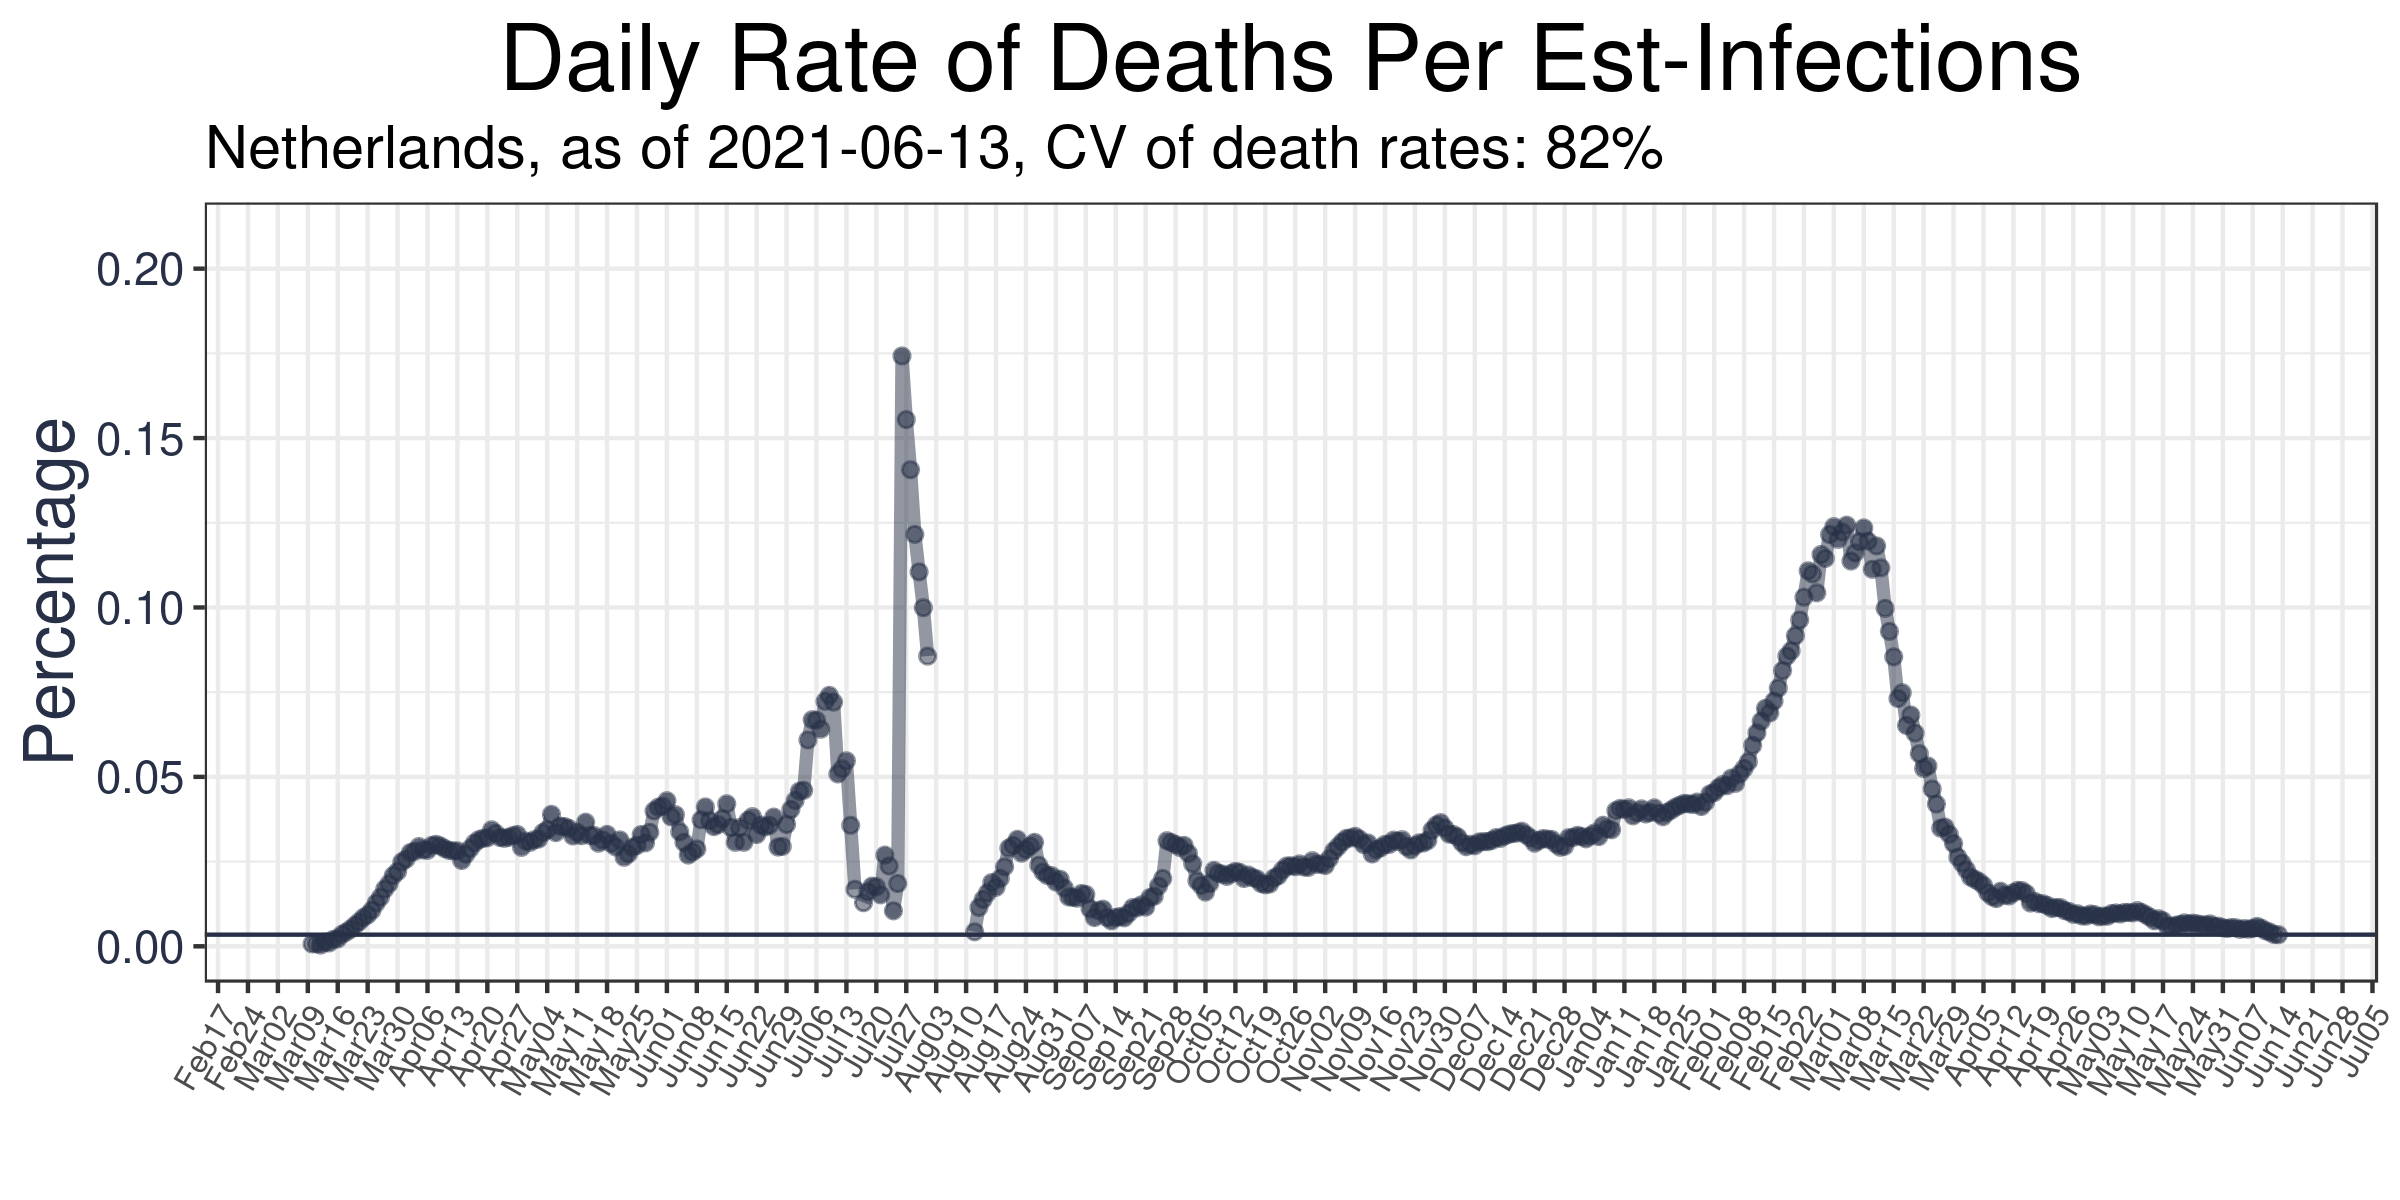 Daily Rate of Deaths Per Est-Infections
Netherlands, as of 2021-06-13, CV of death rates: 82%
Percentage
0.20
0.15
0.10
0.05
0.00
Feb17
Feb24
Mar02
Mar09
Mar16
Mar23
Mar30
Apr06
Apr13
Apr20
Apr27
May04
May11
May18
May25
Jun01
Jun08
Jun15
Jun22
Jun29
Jul06
Jul13
Jul20
Jul27
Aug03
Aug10
Aug17
Aug24
Aug31
Sep07
Sep14
Sep21
Sep28
Oct05
Oct12
Oct19
Oct26
Nov02
Nov09
Nov16
Nov23
Nov30
Dec07
Dec14
Dec21
Dec28
Jan04
Jan11
Jan18
Jan25
Feb01
Feb08
Feb15
Feb22
Mar01
Mar08
Mar15
Mar22
Mar29
Apr05
Apr12
Apr19
Apr26
May03
May10
May17
May24
May31
Jun07
Jun14
Jun21
Jun28
Jul05